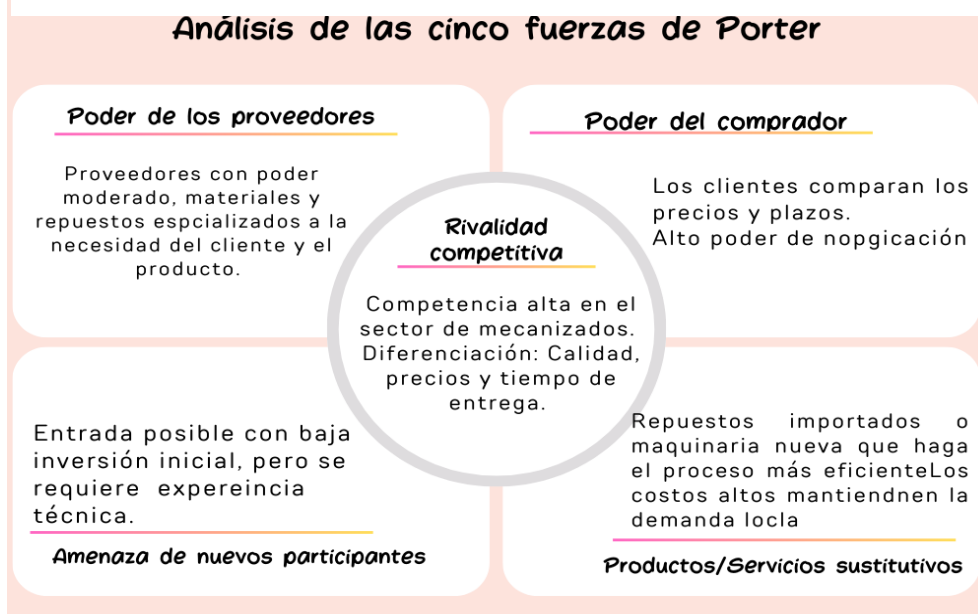 Análisis de las cinco fuerzas de Porter
Poder de los proveedores
Proveedores con poder
moderado, materiales y
repuestos espcializados a la
necesidad del cliente y el
producto.
Poder del comprador
Los clientes comparan los
precios y plazos.
Alto poder de nopgicación
Rivalidad
competitiva
Competencia alta en el
sector de mecanizados.
Diferenciación: Calidad,
precios y tiempo de
entrega.
Entrada posible con baja
inversión inicial, pero se
requiere expereincia
técnica.
Amenaza de nuevos participantes
Repuestos importados o
maquinaria nueva que haga
el proceso más eficienteLos
costos altos mantiendnen la
demanda locla
Productos/Servicios sustitutivos